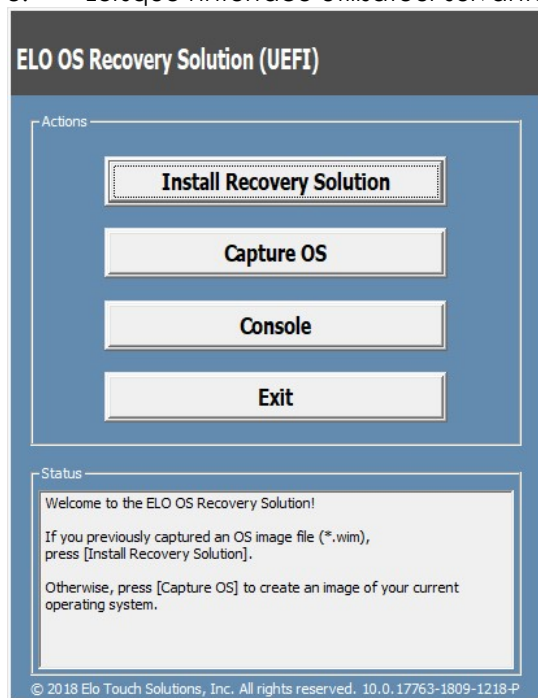 ELO OS Recovery Solution (UEFI)
Actions
Install Recovery Solution
Capture OS
Console
Exit
Status
Welcome to the ELO OS Recovery Solution!
If you previously captured an OS image file (*.wim),
press [Install Recovery Solution].
Otherwise, press [Capture OS] to create an image of your current
operating system.
© 2018 Elo Touch Solutions, Inc. All rights reserved. 10.0.17763-1809-1218-P